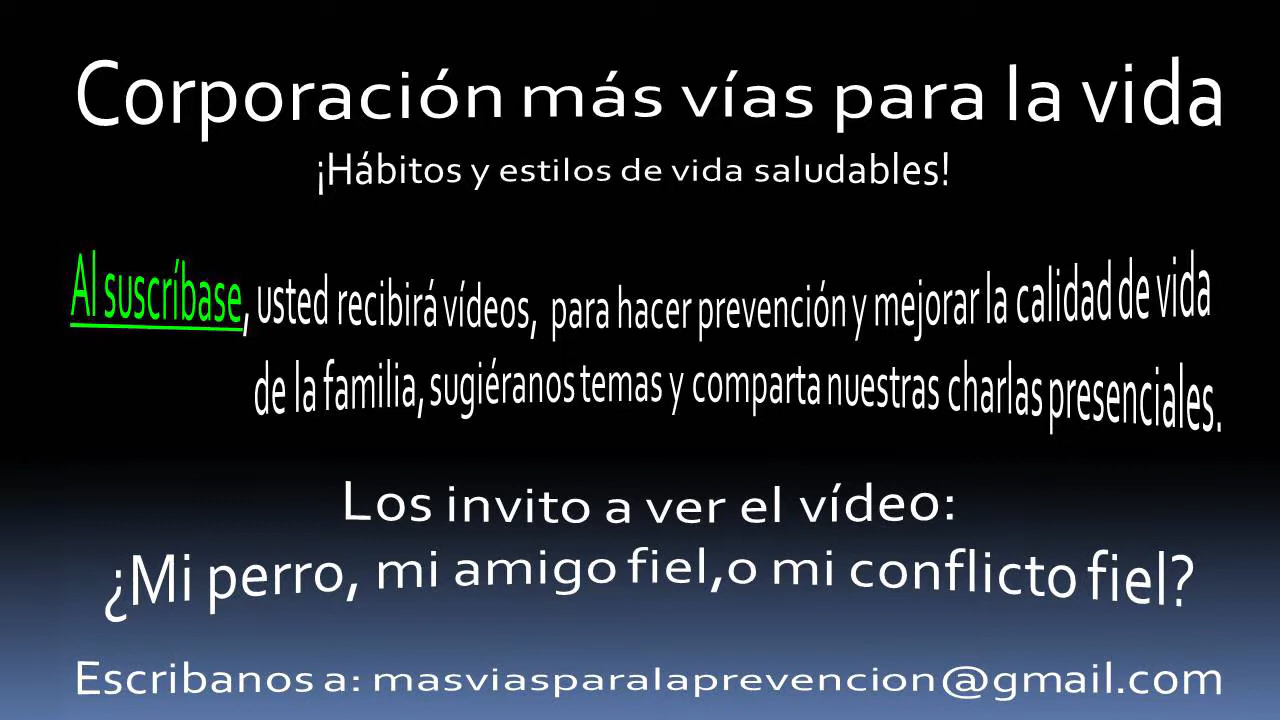 Corporación más vías para la vida
¡Hábitos y estilos de vida saludables!
Al suscríbase, usted recibirá vídeos, para hacer prevención y mejorar la calidad de vida
de la familia, sugiéranos temas y comparta nuestras charlas presenciales.
Los invito a ver el vídeo:
¿Mi perro, mi amigo fiel,o mi conflicto fiel?
Escribanos a: masviasparalaprevencion@gmail.com